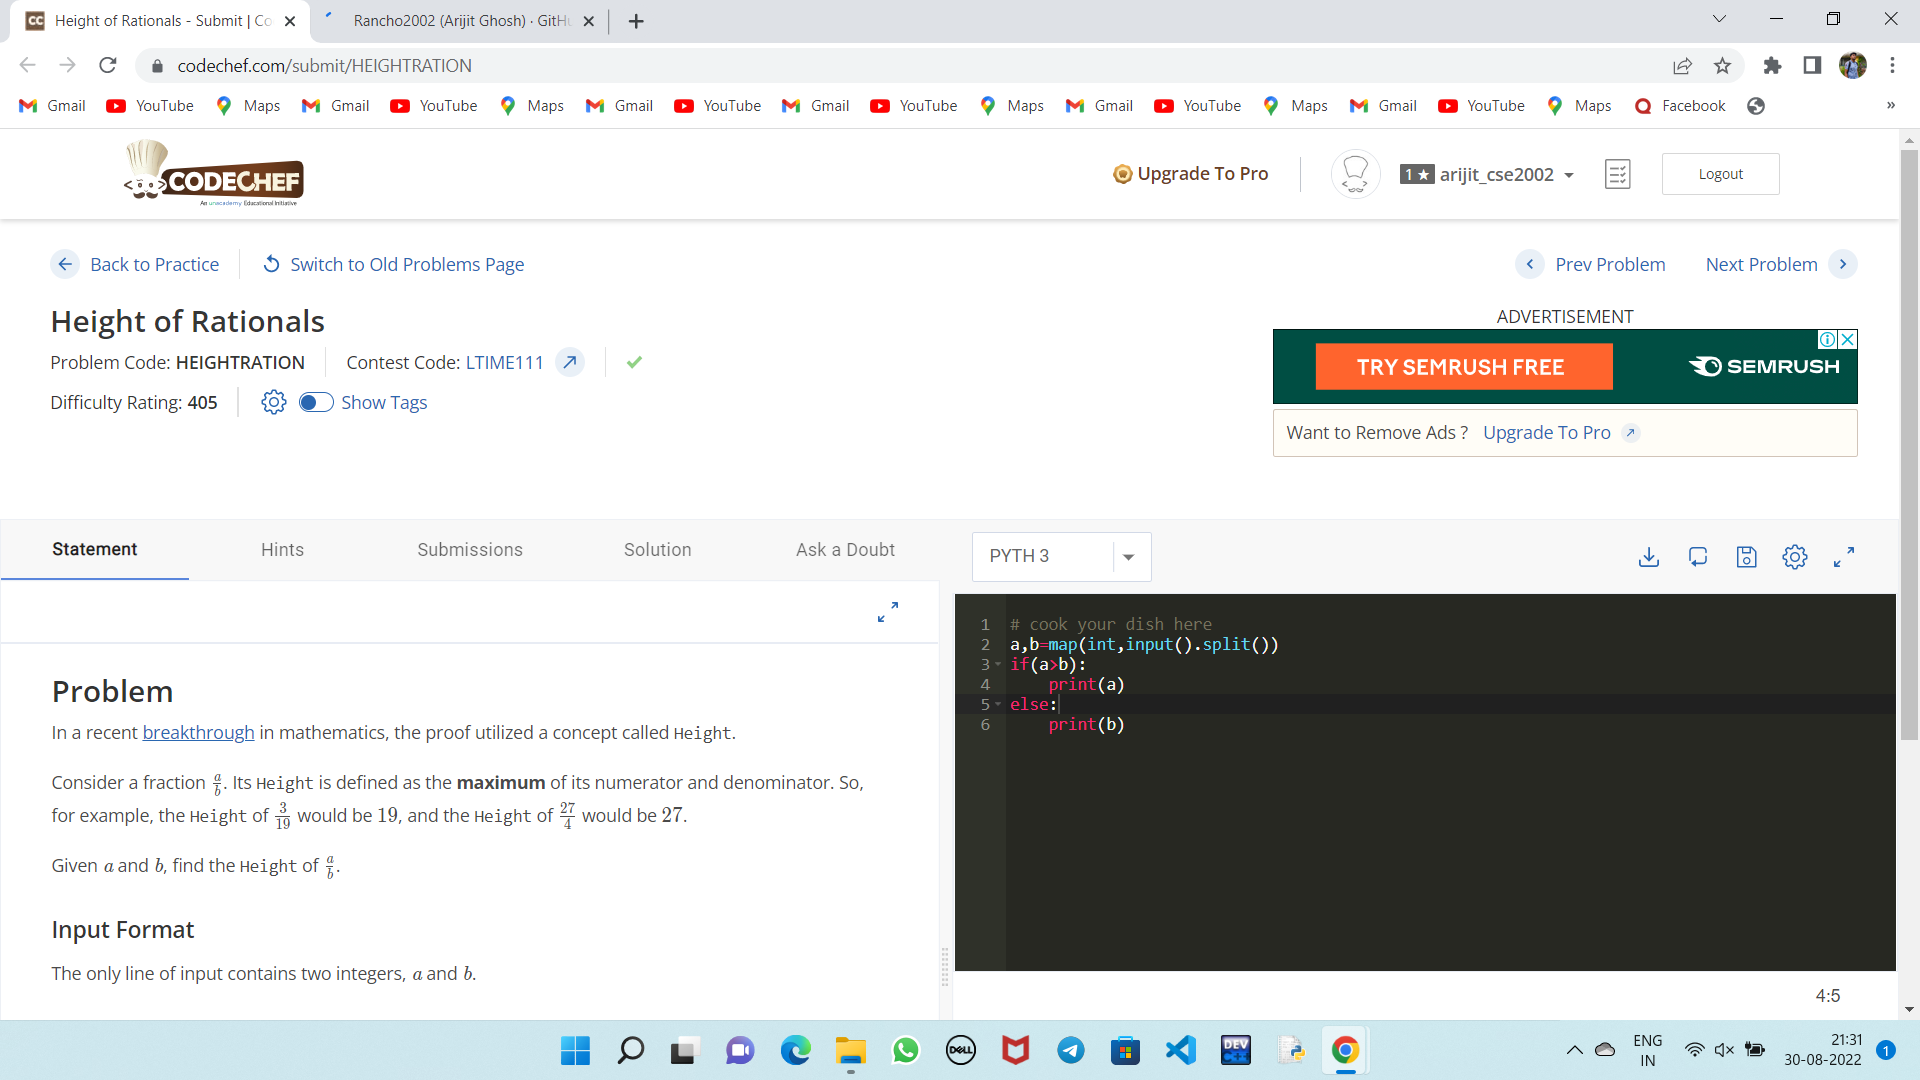 Height of Rationals - Submit | Co
Rancho2002 (Arijit Ghosh) · GitHu
codechef.com/submit/HEIGHTRATION
Gmail YouTube Maps Gmail YouTube Maps Gmail YouTube Gmail YouTube Maps Gmail YouTube Maps Gmail YouTube Maps Facebook »
CODECHEF
An unacademy Educational Initiative
Upgrade To Pro
1★ arijit_cse2002
Logout
Back to Practice
Switch to Old Problems Page
Prev Problem
Next Problem
Height of Rationals
ADVERTISEMENT
Problem Code: HEIGHTRATION
Contest Code: LTIME111
TRY SEMRUSH FREE
SEMRUSH
Difficulty Rating: 405
Show Tags
Want to Remove Ads ? Upgrade To Pro
Statement Hints Submissions Solution Ask a Doubt
PYTH 3
Problem
In a recent breakthrough in mathematics, the proof utilized a concept called Height.
Consider a fraction a/b. Its Height is defined as the maximum of its numerator and denominator. So,
for example, the Height of 3/19 would be 19, and the Height of 27/4 would be 27.
Given a and b, find the Height of a/b.
Input Format
The only line of input contains two integers, a and b.
1 # cook your dish here
2 a,b=map(int,input().split())
3 if(a>b):
4     print(a)
5 else:
6     print(b)
4:5
DELL
DEV C++
ENG
IN
21:31
30-08-2022
1